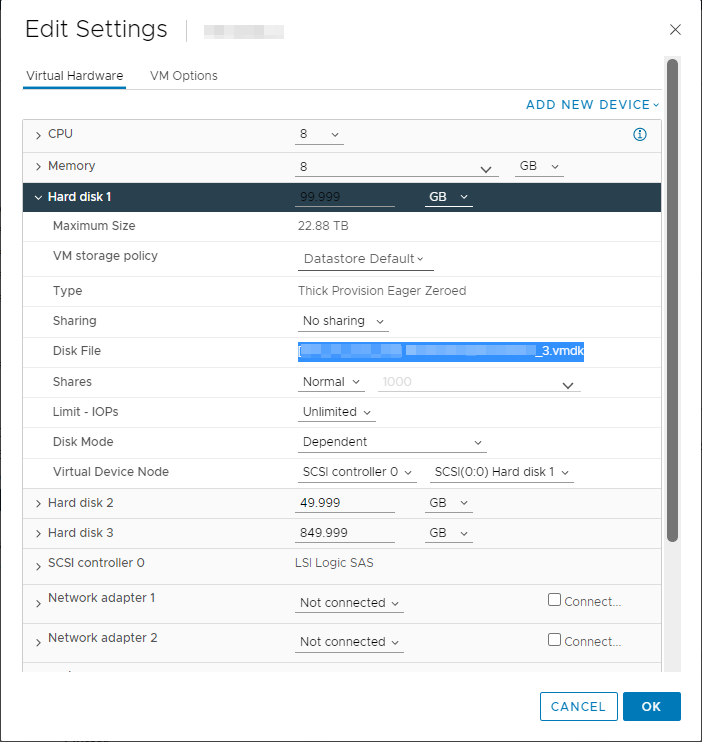 Edit Settings
Virtual Hardware VM Options
ADD NEW DEVICE
CPU 8
Memory 8 GB
Hard disk 1 99.999 GB
Maximum Size 22.88 TB
VM storage policy Datastore Default
Type Thick Provision Eager Zeroed
Sharing No sharing
Disk File [ _3.vmdk
Shares Normal 1000
Limit - IOPs Unlimited
Disk Mode Dependent
Virtual Device Node SCSI controller 0 SCSI(0:0) Hard disk 1
Hard disk 2 49.999 GB
Hard disk 3 849.999 GB
SCSI controller 0 LSI Logic SAS
Network adapter 1 Not connected Connect...
Network adapter 2 Not connected Connect...
CANCEL OK